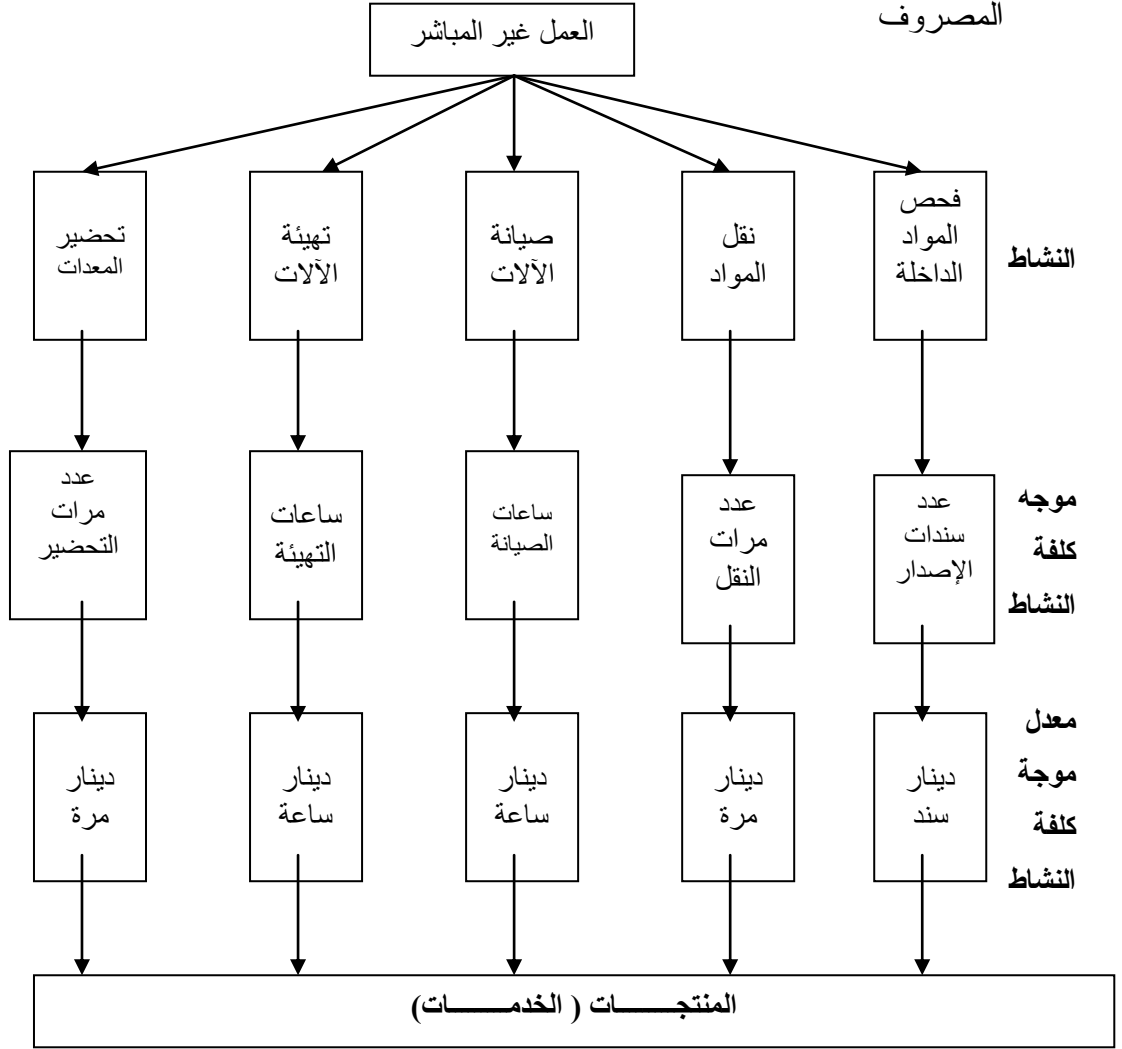 المصروف
العمل غير المباشر
النشاط
فحص
المواد
الداخلة
نقل
المواد
صيانة
الآلات
تهيئة
الآلات
تحضير
المعدات
موجه
كلفة
النشاط
عدد
سندات
الإصدار
عدد
مرات
النقل
ساعات
الصيانة
ساعات
التهيئة
عدد
مرات
التحضير
معدل
موجة
كلفة
النشاط
دينار
سند
دينار
مرة
دينار
ساعة
دينار
ساعة
دينار
مرة
المنتجـــــــات ( الخدمـــــــــات)